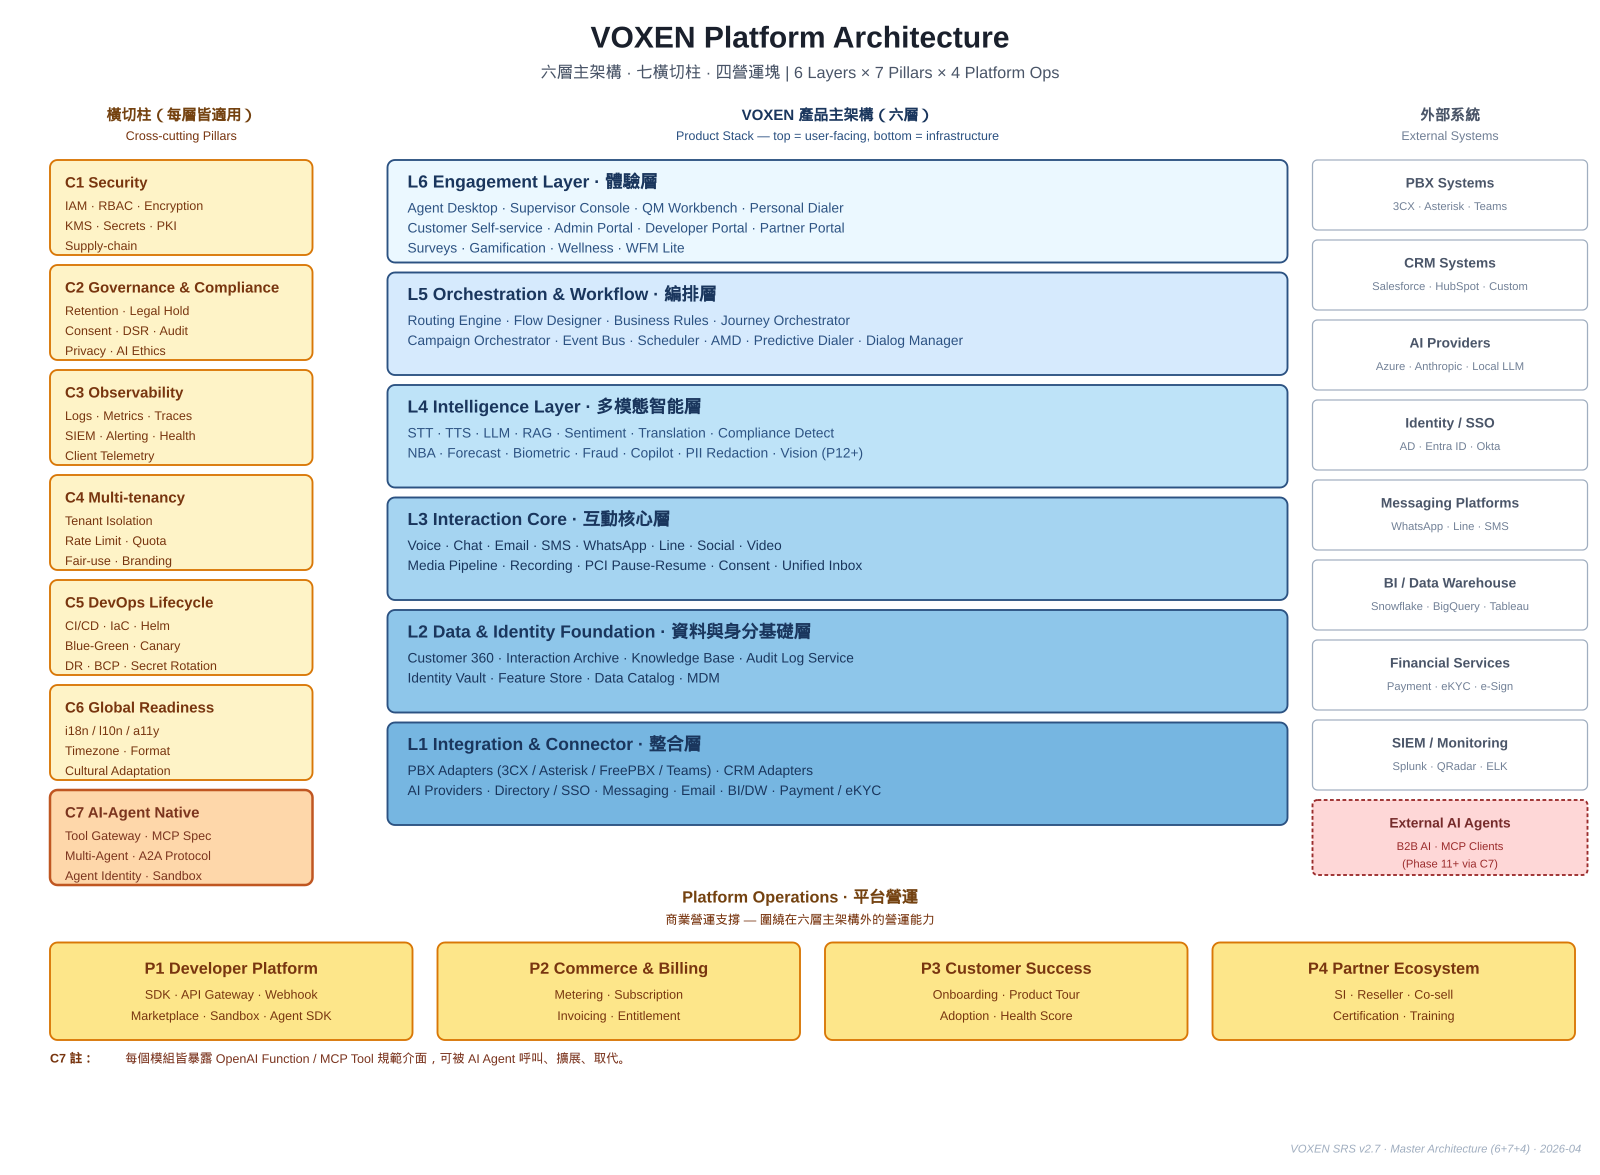 VOXEN Platform Architecture
六層主架構 · 七橫切柱 · 四營運塊 | 6 Layers × 7 Pillars × 4 Platform Ops
橫切柱（每層皆適用）
Cross-cutting Pillars
C1 Security
IAM · RBAC · Encryption
KMS · Secrets · PKI
Supply-chain
C2 Governance & Compliance
Retention · Legal Hold
Consent · DSR · Audit
Privacy · AI Ethics
C3 Observability
Logs · Metrics · Traces
SIEM · Alerting · Health
Client Telemetry
C4 Multi-tenancy
Tenant Isolation
Rate Limit · Quota
Fair-use · Branding
C5 DevOps Lifecycle
CI/CD · IaC · Helm
Blue-Green · Canary
DR · BCP · Secret Rotation
C6 Global Readiness
i18n / l10n / a11y
Timezone · Format
Cultural Adaptation
C7 AI-Agent Native
Tool Gateway · MCP Spec
Multi-Agent · A2A Protocol
Agent Identity · Sandbox
VOXEN 產品主架構（六層）
Product Stack — top = user-facing, bottom = infrastructure
L6 Engagement Layer · 體驗層
Agent Desktop · Supervisor Console · QM Workbench · Personal Dialer
Customer Self-service · Admin Portal · Developer Portal · Partner Portal
Surveys · Gamification · Wellness · WFM Lite
L5 Orchestration & Workflow · 編排層
Routing Engine · Flow Designer · Business Rules · Journey Orchestrator
Campaign Orchestrator · Event Bus · Scheduler · AMD · Predictive Dialer · Dialog Manager
L4 Intelligence Layer · 多模態智能層
STT · TTS · LLM · RAG · Sentiment · Translation · Compliance Detect
NBA · Forecast · Biometric · Fraud · Copilot · PII Redaction · Vision (P12+)
L3 Interaction Core · 互動核心層
Voice · Chat · Email · SMS · WhatsApp · Line · Social · Video
Media Pipeline · Recording · PCI Pause-Resume · Consent · Unified Inbox
L2 Data & Identity Foundation · 資料與身分基礎層
Customer 360 · Interaction Archive · Knowledge Base · Audit Log Service
Identity Vault · Feature Store · Data Catalog · MDM
L1 Integration & Connector · 整合層
PBX Adapters (3CX / Asterisk / FreePBX / Teams) · CRM Adapters
AI Providers · Directory / SSO · Messaging · Email · BI/DW · Payment / eKYC
外部系統
External Systems
PBX Systems
3CX · Asterisk · Teams
CRM Systems
Salesforce · HubSpot · Custom
AI Providers
Azure · Anthropic · Local LLM
Identity / SSO
AD · Entra ID · Okta
Messaging Platforms
WhatsApp · Line · SMS
BI / Data Warehouse
Snowflake · BigQuery · Tableau
Financial Services
Payment · eKYC · e-Sign
SIEM / Monitoring
Splunk · QRadar · ELK
External AI Agents
B2B AI · MCP Clients
(Phase 11+ via C7)
Platform Operations · 平台營運
商業營運支撐 — 圍繞在六層主架構外的營運能力
P1 Developer Platform
SDK · API Gateway · Webhook
Marketplace · Sandbox · Agent SDK
P2 Commerce & Billing
Metering · Subscription
Invoicing · Entitlement
P3 Customer Success
Onboarding · Product Tour
Adoption · Health Score
P4 Partner Ecosystem
SI · Reseller · Co-sell
Certification · Training
C7 註： 每個模組皆暴露 OpenAI Function / MCP Tool 規範介面，可被 AI Agent 呼叫、擴展、取代。
VOXEN SRS v2.7 · Master Architecture (6+7+4) · 2026-04